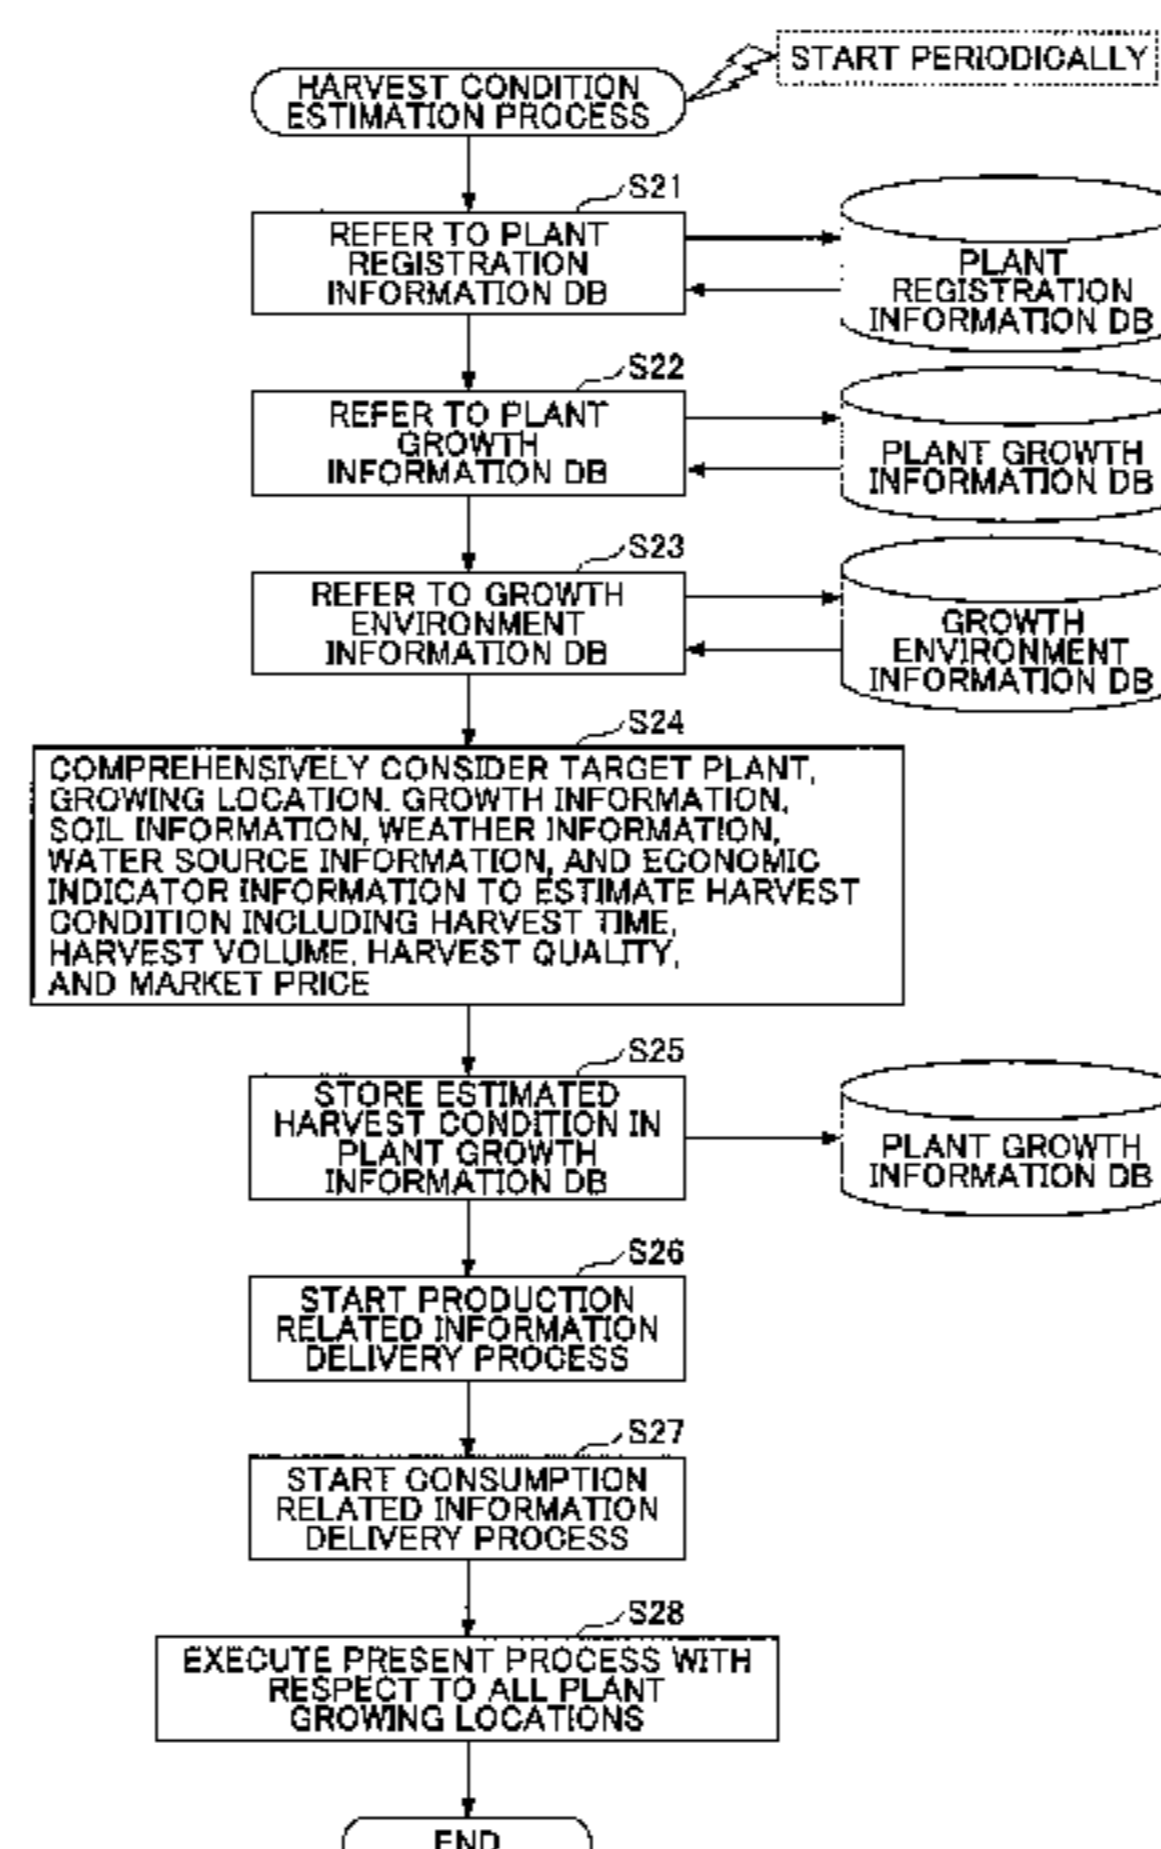 START PERIODICALLY
HARVEST CONDITION
ESTIMATION PROCESS
S21
REFER TO PLANT
REGISTRATION
INFORMATION DB
PLANT
REGISTRATION
INFORMATION DB
S22
REFER TO PLANT
GROWTH
INFORMATION DB
PLANT GROWTH
INFORMATION DB
S23
REFER TO GROWTH
ENVIRONMENT
INFORMATION DB
GROWTH
ENVIRONMENT
INFORMATION DB
S24
COMPREHENSIVELY CONSIDER TARGET PLANT,
GROWING LOCATION, GROWTH INFORMATION,
SOIL INFORMATION, WEATHER INFORMATION,
WATER SOURCE INFORMATION, AND ECONOMIC
INDICATOR INFORMATION TO ESTIMATE HARVEST
CONDITION INCLUDING HARVEST TIME,
HARVEST VOLUME, HARVEST QUALITY,
AND MARKET PRICE
S25
STORE ESTIMATED
HARVEST CONDITION IN
PLANT GROWTH
INFORMATION DB
PLANT GROWTH
INFORMATION DB
S26
START PRODUCTION
RELATED INFORMATION
DELIVERY PROCESS
S27
START CONSUMPTION
RELATED INFORMATION
DELIVERY PROCESS
S28
EXECUTE PRESENT PROCESS WITH
RESPECT TO ALL PLANT
GROWING LOCATIONS
END